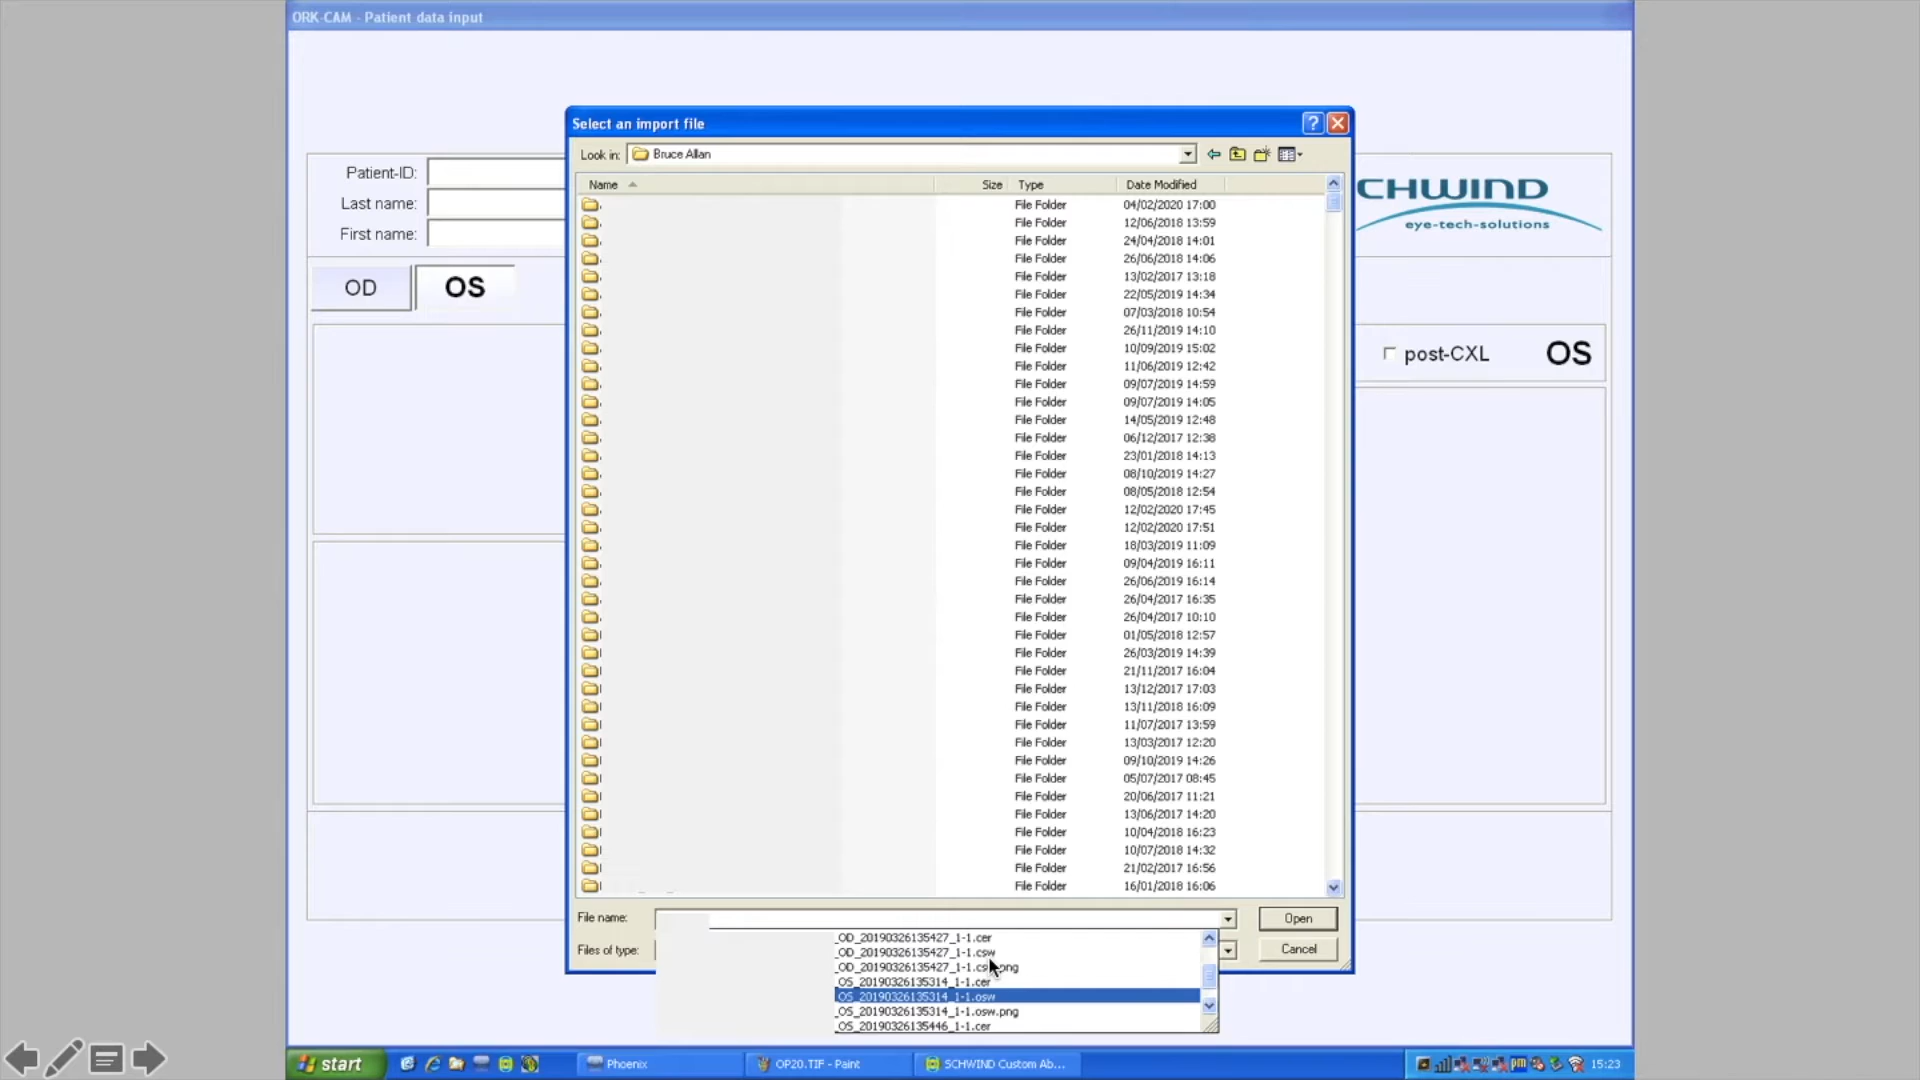 ORK-CAM - Patient data input
Select an import file
Look in: Bruce Allan
Patient-ID:
Last name:
First name:
CHWIND
eye-tech-solutions
OD OS
post-CXL OS
Name Size Type Date Modified
File Folder 04/02/2020 17:00
File Folder 12/06/2018 13:59
File Folder 24/04/2018 14:01
File Folder 26/06/2018 14:06
File Folder 13/02/2017 13:18
File Folder 22/05/2019 14:34
File Folder 07/03/2018 10:54
File Folder 26/11/2019 14:10
File Folder 10/09/2019 15:02
File Folder 11/06/2019 12:42
File Folder 09/07/2019 14:59
File Folder 09/07/2019 14:05
File Folder 14/05/2019 12:48
File Folder 06/12/2017 12:38
File Folder 23/01/2018 14:13
File Folder 08/10/2019 14:27
File Folder 08/05/2018 12:54
File Folder 12/02/2020 17:45
File Folder 12/02/2020 17:51
File Folder 18/03/2019 11:09
File Folder 09/04/2019 16:11
File Folder 26/06/2019 16:14
File Folder 26/04/2017 16:35
File Folder 26/04/2017 10:10
File Folder 01/05/2018 12:57
File Folder 26/03/2019 14:39
File Folder 21/11/2017 16:04
File Folder 13/12/2017 17:03
File Folder 13/11/2018 16:09
File Folder 11/07/2017 13:59
File Folder 13/03/2017 12:20
File Folder 09/10/2019 14:26
File Folder 05/07/2017 08:45
File Folder 20/06/2017 11:21
File Folder 13/06/2017 14:20
File Folder 10/04/2018 16:23
File Folder 10/07/2018 14:32
File Folder 21/02/2017 16:56
File Folder 16/01/2018 16:06
File name: Open
Files of type: Cancel
_OD_20190326135427_1-1.cer
_OD_20190326135427_1-1.csw
_OD_20190326135427_1-1.csw.png
_OS_20190326135314_1-1.cer
_OS_20190326135314_1-1.osw
_OS_20190326135314_1-1.osw.png
_OS_20190326135446_1-1.cer
start Phoenix OP20.TIF - Paint SCHWIND Custom Ab... 15:23